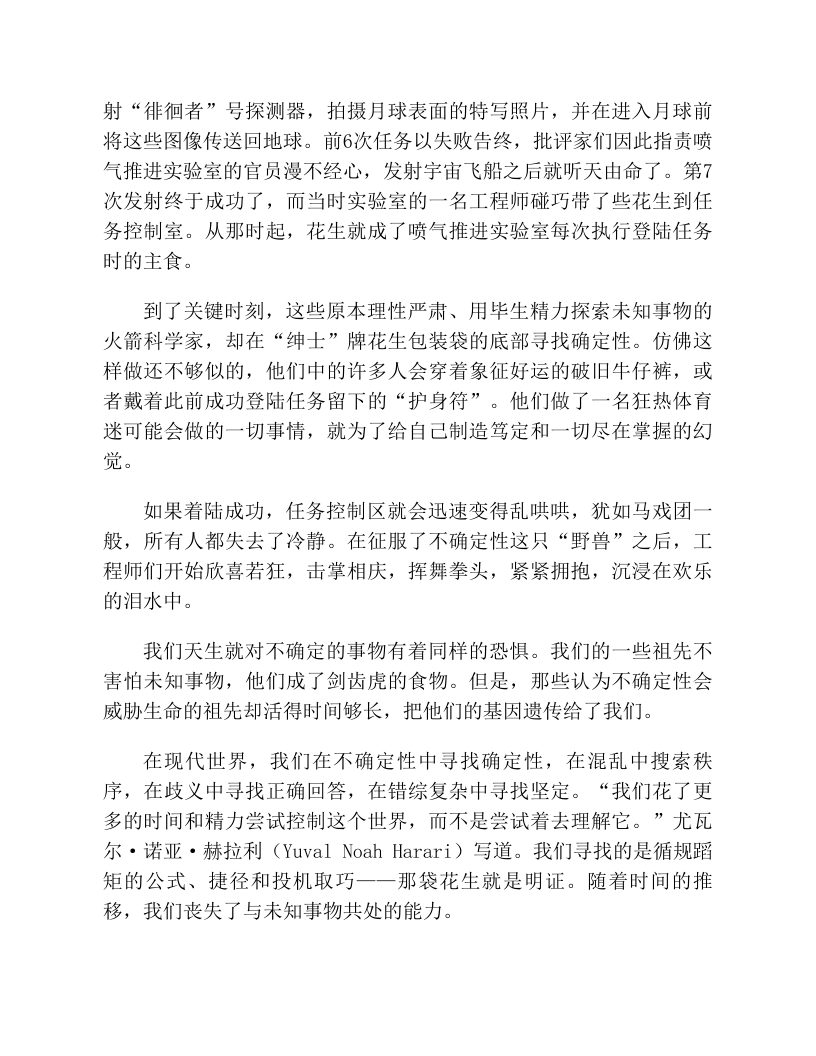 射“徘徊者”号探测器，拍摄月球表面的特写照片，并在进入月球前
将这些图像传送回地球。前6次任务以失败告终，批评家们因此指责喷
气推进实验室的官员漫不经心，发射宇宙飞船之后就听天由命了。第7
次发射终于成功了，而当时实验室的一名工程师碰巧带了些花生到任
务控制室。从那时起，花生就成了喷气推进实验室每次执行登陆任务
时的主食。
到了关键时刻，这些原本理性严肃、用毕生精力探索未知事物的
火箭科学家，却在“绅士”牌花生包装袋的底部寻找确定性。仿佛这
样做还不够似的，他们中的许多人会穿着象征好运的破旧牛仔裤，或
者戴着此前成功登陆任务留下的“护身符”。他们做了一名狂热体育
迷可能会做的一切事情，就为了给自己制造笃定和一切尽在掌握的幻
觉。
如果着陆成功，任务控制区就会迅速变得乱哄哄，犹如马戏团一
般，所有人都失去了冷静。在征服了不确定性这只“野兽”之后，工
程师们开始欣喜若狂，击掌相庆，挥舞拳头，紧紧拥抱，沉浸在欢乐
的泪水中。
我们天生就对不确定的事物有着同样的恐惧。我们的一些祖先不
害怕未知事物，他们成了剑齿虎的食物。但是，那些认为不确定性会
威胁生命的祖先却活得时间够长，把他们的基因遗传给了我们。
在现代世界，我们在不确定性中寻找确定性，在混乱中搜索秩
序，在歧义中寻找正确回答，在错综复杂中寻找坚定。“我们花了更
多的时间和精力尝试控制这个世界，而不是尝试着去理解它。”尤瓦
尔·诺亚·赫拉利（Yuval Noah Harari）写道。我们寻找的是循规蹈
矩的公式、捷径和投机取巧——那袋花生就是明证。随着时间的推
移，我们丧失了与未知事物共处的能力。